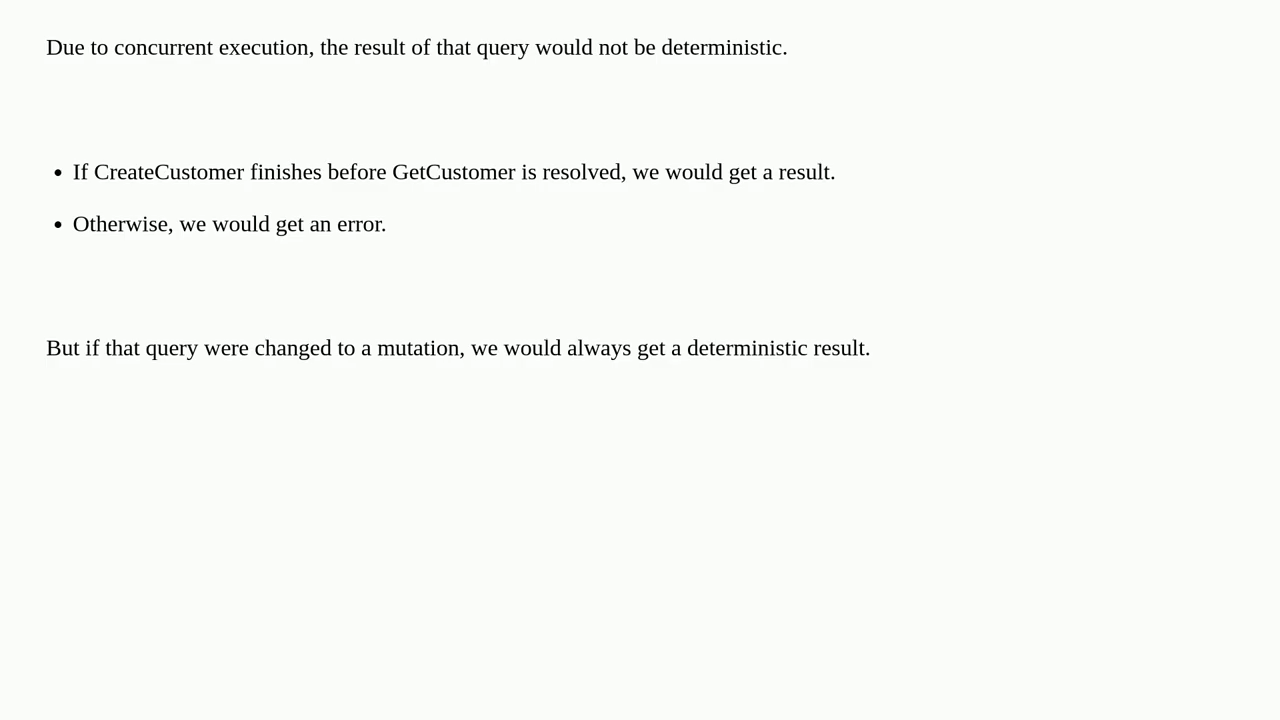 Due to concurrent execution, the result of that query would not be deterministic.
• If CreateCustomer finishes before GetCustomer is resolved, we would get a result.
• Otherwise, we would get an error.
But if that query were changed to a mutation, we would always get a deterministic result.